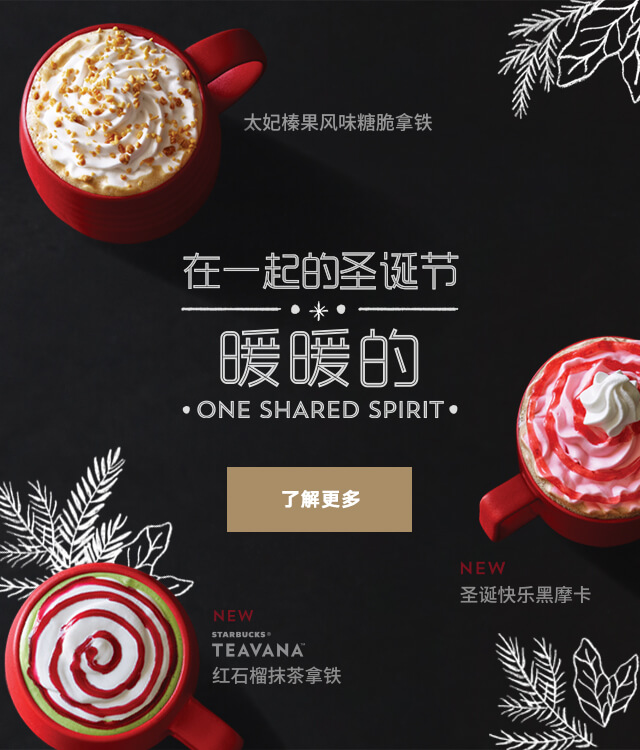 太妃榛果风味糖脆拿铁
在一起的圣诞节
暖暖的
•ONE SHARED SPIRIT•
了解更多
NEW
圣诞快乐黑摩卡
NEW
STARBUCKS®
TEAVANA™
红石榴抹茶拿铁